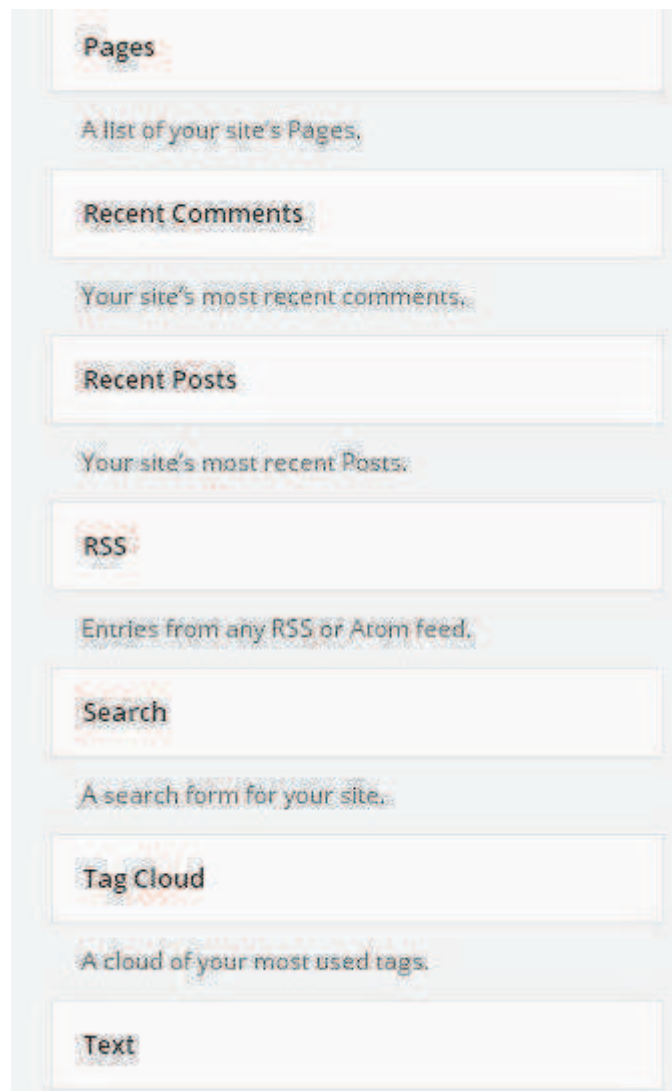 Pages
A list of your site's Pages.
Recent Comments
Your site's most recent comments.
Recent Posts
Your site's most recent Posts.
RSS
Entries from any RSS or Atom feed.
Search
A search form for your site.
Tag Cloud
A cloud of your most used tags.
Text